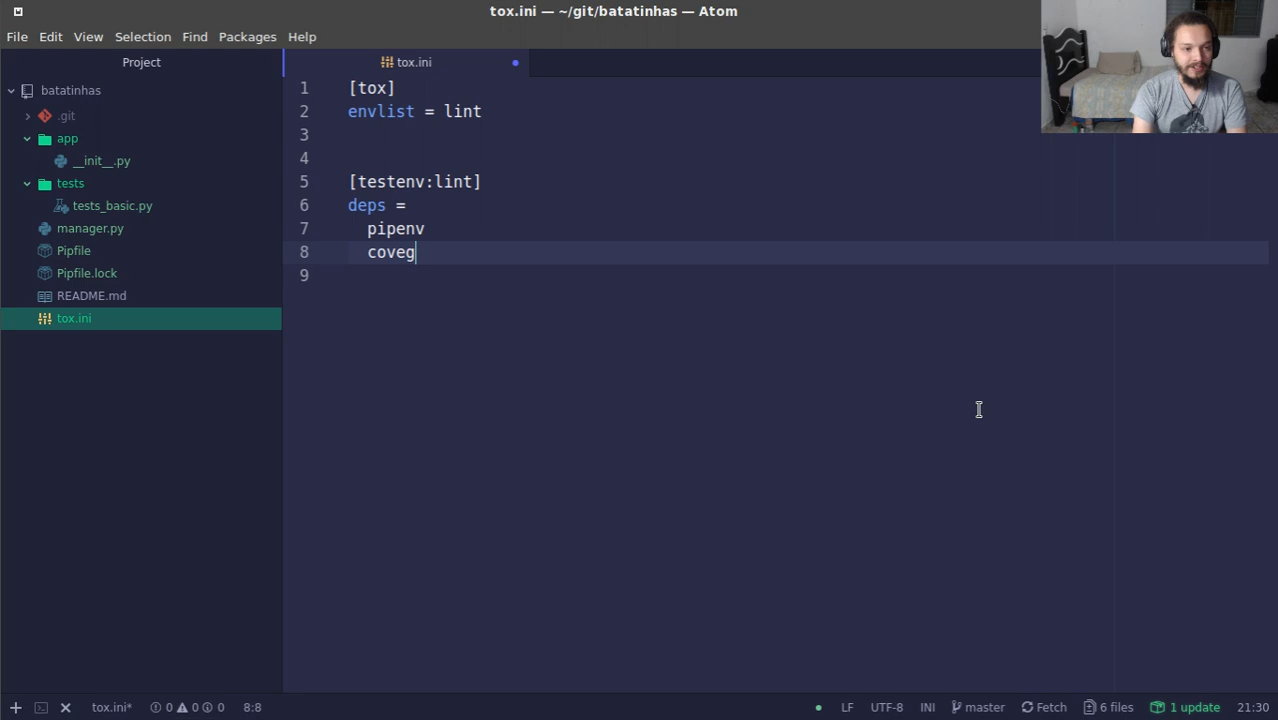 tox.ini — ~/git/batatinhas — Atom
File Edit View Selection Find Packages Help
Project
tox.ini
batatinhas
.git
app
__init__.py
tests
tests_basic.py
manager.py
Pipfile
Pipfile.lock
README.md
tox.ini
1 [tox]
2 envlist = lint
3
4
5 [testenv:lint]
6 deps =
7 pipenv
8 coveg
9
tox.ini* 0 0 0 8:8 LF UTF-8 INI master Fetch 6 files 1 update 21:30